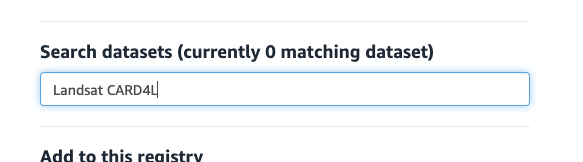 Search datasets (currently 0 matching dataset)
Landsat CARD4L
Add to this registry